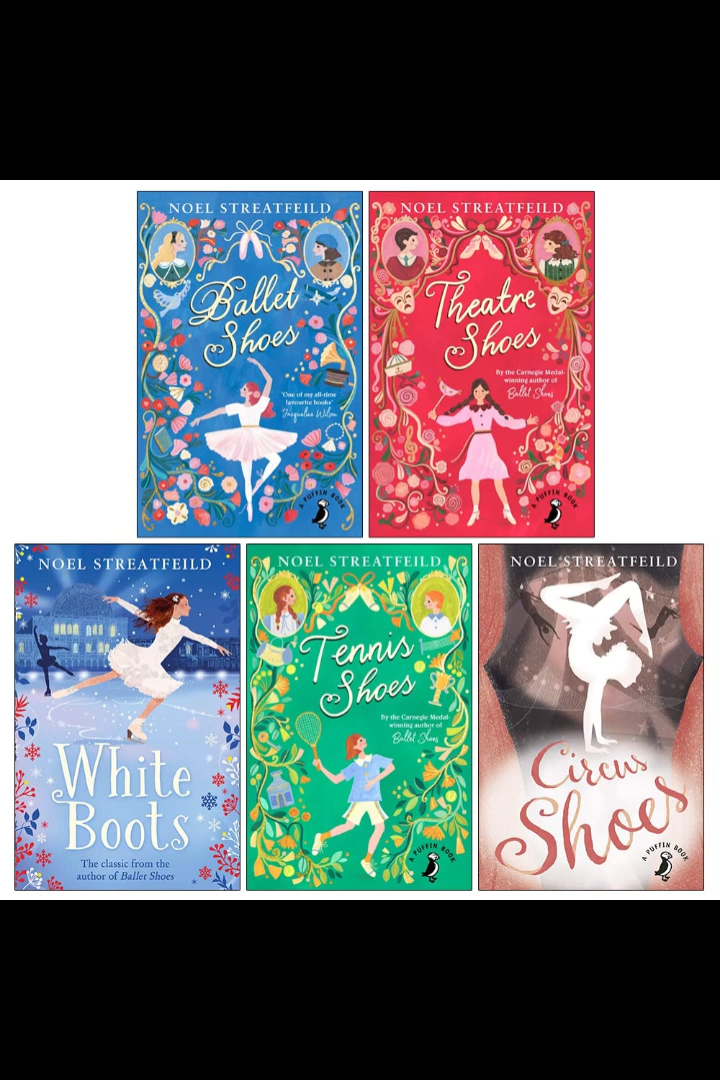 NOEL STREATFEILD
Ballet
Shoes
'One of my all-time
favourite books'
Jacqueline Wilson
A PUFFIN BOOK
NOEL STREATFEILD
Theatre
Shoes
By the Carnegie Medal-
winning author of
Ballet Shoes
A PUFFIN BOOK
NOEL STREATFEILD
White
Boots
The classic from the
author of Ballet Shoes
NOEL STREATFEILD
Tennis
Shoes
By the Carnegie Medal-
winning author of
Ballet Shoes
A PUFFIN BOOK
NOEL STREATFEILD
Circus
Shoes
A PUFFIN BOOK